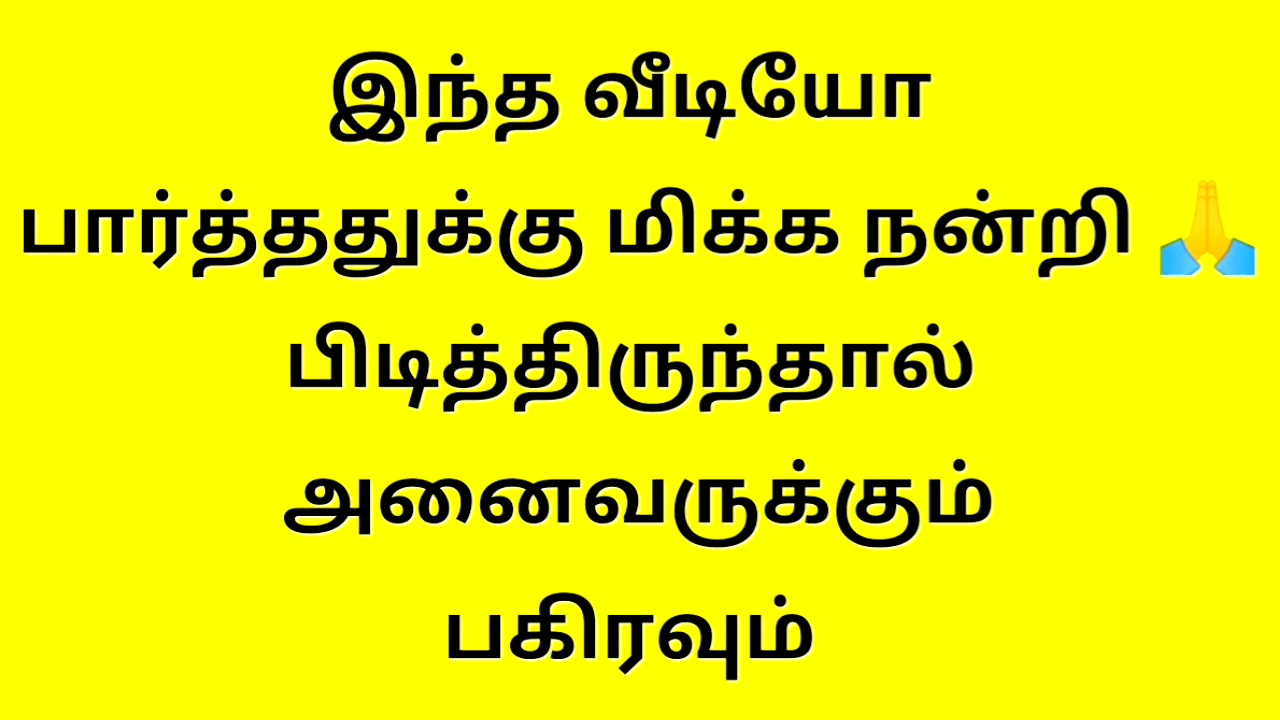 இந்த வீடியோ
பார்த்ததுக்கு மிக்க நன்றி 🙏
பிடித்திருந்தால்
அனைவருக்கும்
பகிரவும்